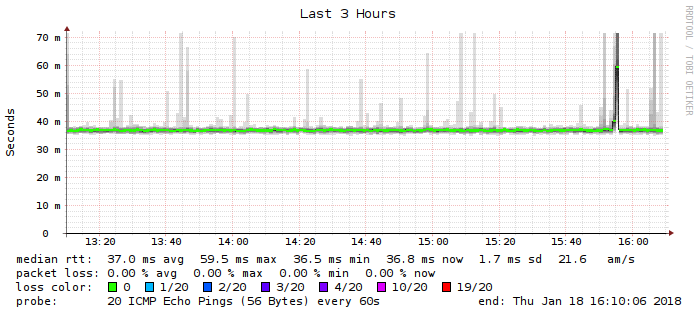 Last 3 Hours
RRDTOOL / TOBI OETIKER
Seconds
70 m
60 m
50 m
40 m
30 m
20 m
10 m
0
13:20 13:40 14:00 14:20 14:40 15:00 15:20 15:40 16:00
median rtt: 37.0 ms avg 59.5 ms max 36.5 ms min 36.8 ms now 1.7 ms sd 21.6 am/s
packet loss: 0.00 % avg 0.00 % max 0.00 % min 0.00 % now
loss color: 0 1/20 2/20 3/20 4/20 10/20 19/20
probe: 20 ICMP Echo Pings (56 Bytes) every 60s end: Thu Jan 18 16:10:06 2018